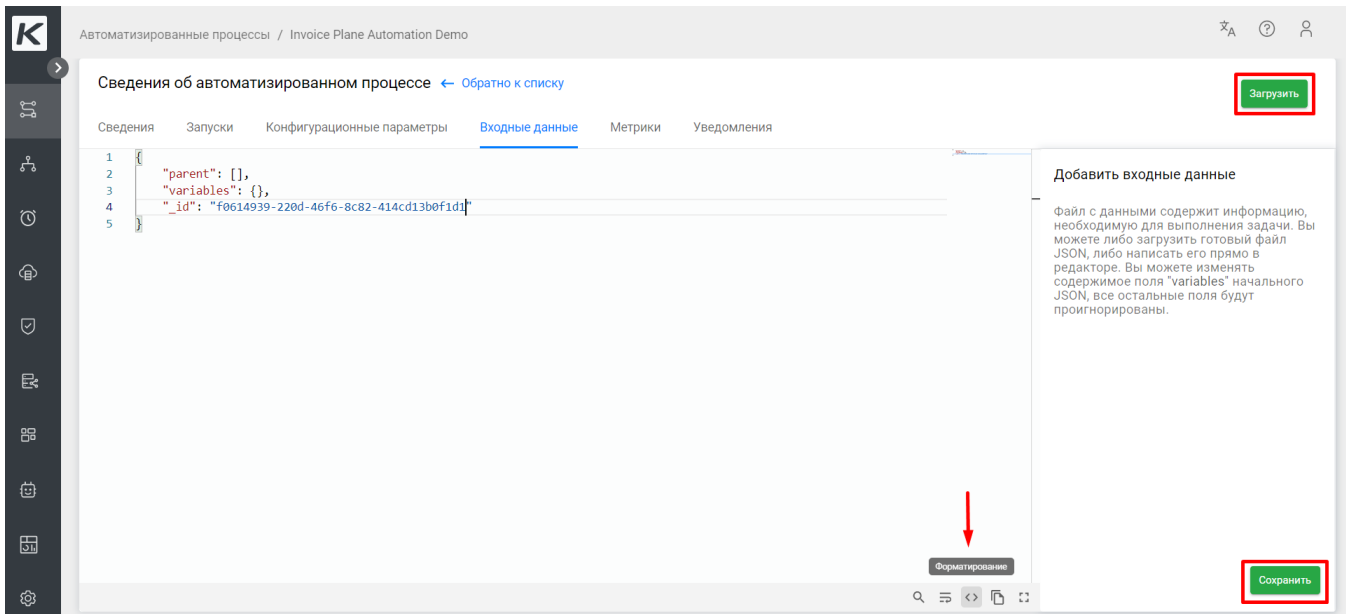 K
Автоматизированные процессы / Invoice Plane Automation Demo
Сведения об автоматизированном процессе ← Обратно к списку
Загрузить
Сведения Запуски Конфигурационные параметры Входные данные Метрики Уведомления
1 {
2 "parent": [],
3 "variables": {},
4 "_id": "f0614939-220d-46f6-8c82-414cd13b0f1d1"
5 }
Добавить входные данные
Файл с данными содержит информацию,
необходимую для выполнения задачи. Вы
можете либо загрузить готовый файл
JSON, либо написать его прямо в
редакторе. Вы можете изменять
содержимое поля "variables" начального
JSON, все остальные поля будут
проигнорированы.
Форматирование
Сохранить